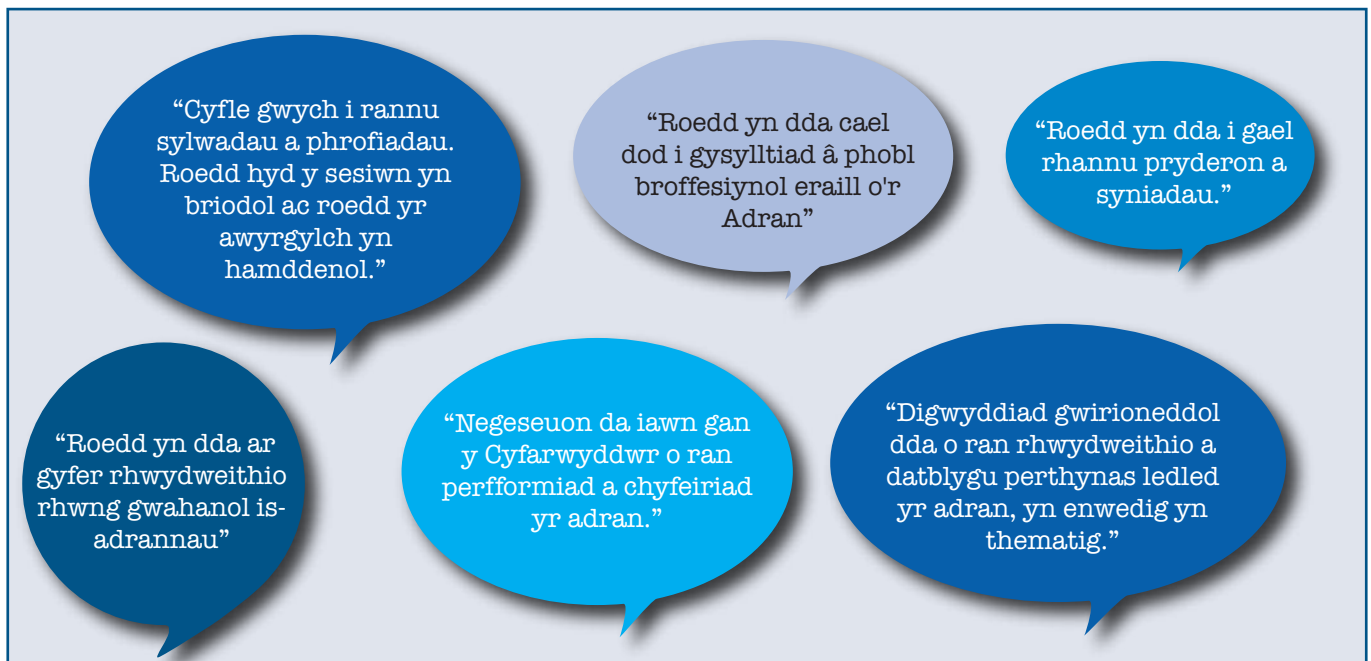 “Cyfle gwych i rannu
sylwadau a phrofiadau.
Roedd hyd y sesiwn yn
briodol ac roedd yr
awyrgylch yn
hamddenol.”
“Roedd yn dda cael
dod i gysylltiad â phobl
broffesiynol eraill o'r
Adran”
“Roedd yn dda i gael
rhannu pryderon a
syniadau.”
“Roedd yn dda ar
gyfer rhwydweithio
rhwng gwahanol is-
adrannau”
“Negeseuon da iawn gan
y Cyfarwyddwr o ran
perfformiad a chyfeiriad
yr adran.”
“Digwyddiad gwirioneddol
dda o ran rhwydweithio a
datblygu perthynas ledled
yr adran, yn enwedig yn
thematig.”